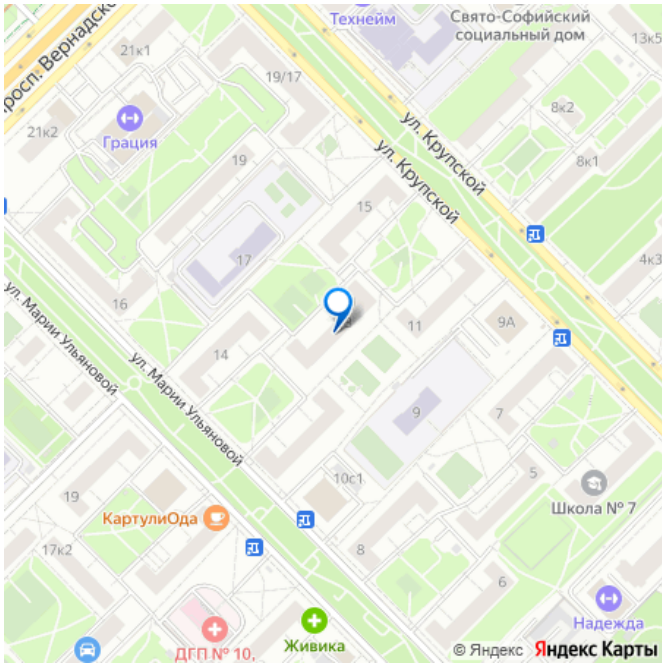 Технейм
Свято-Софийский
социальный дом
13к5
просп. Вернадско
21к1
19/17
8к2
21к2
Грация
ул. Крупской
ул. Крупской
8к1
19
15
17
4к3
16
ул. Марии Ульяновой
ул. Марии Ульяновой
14
11
9А
9
7
5
10с1
Школа № 7
19
КартулиОда
17к2
8
6
Надежда
ДГП № 10,
Живика
© Яндекс Яндекс Карты